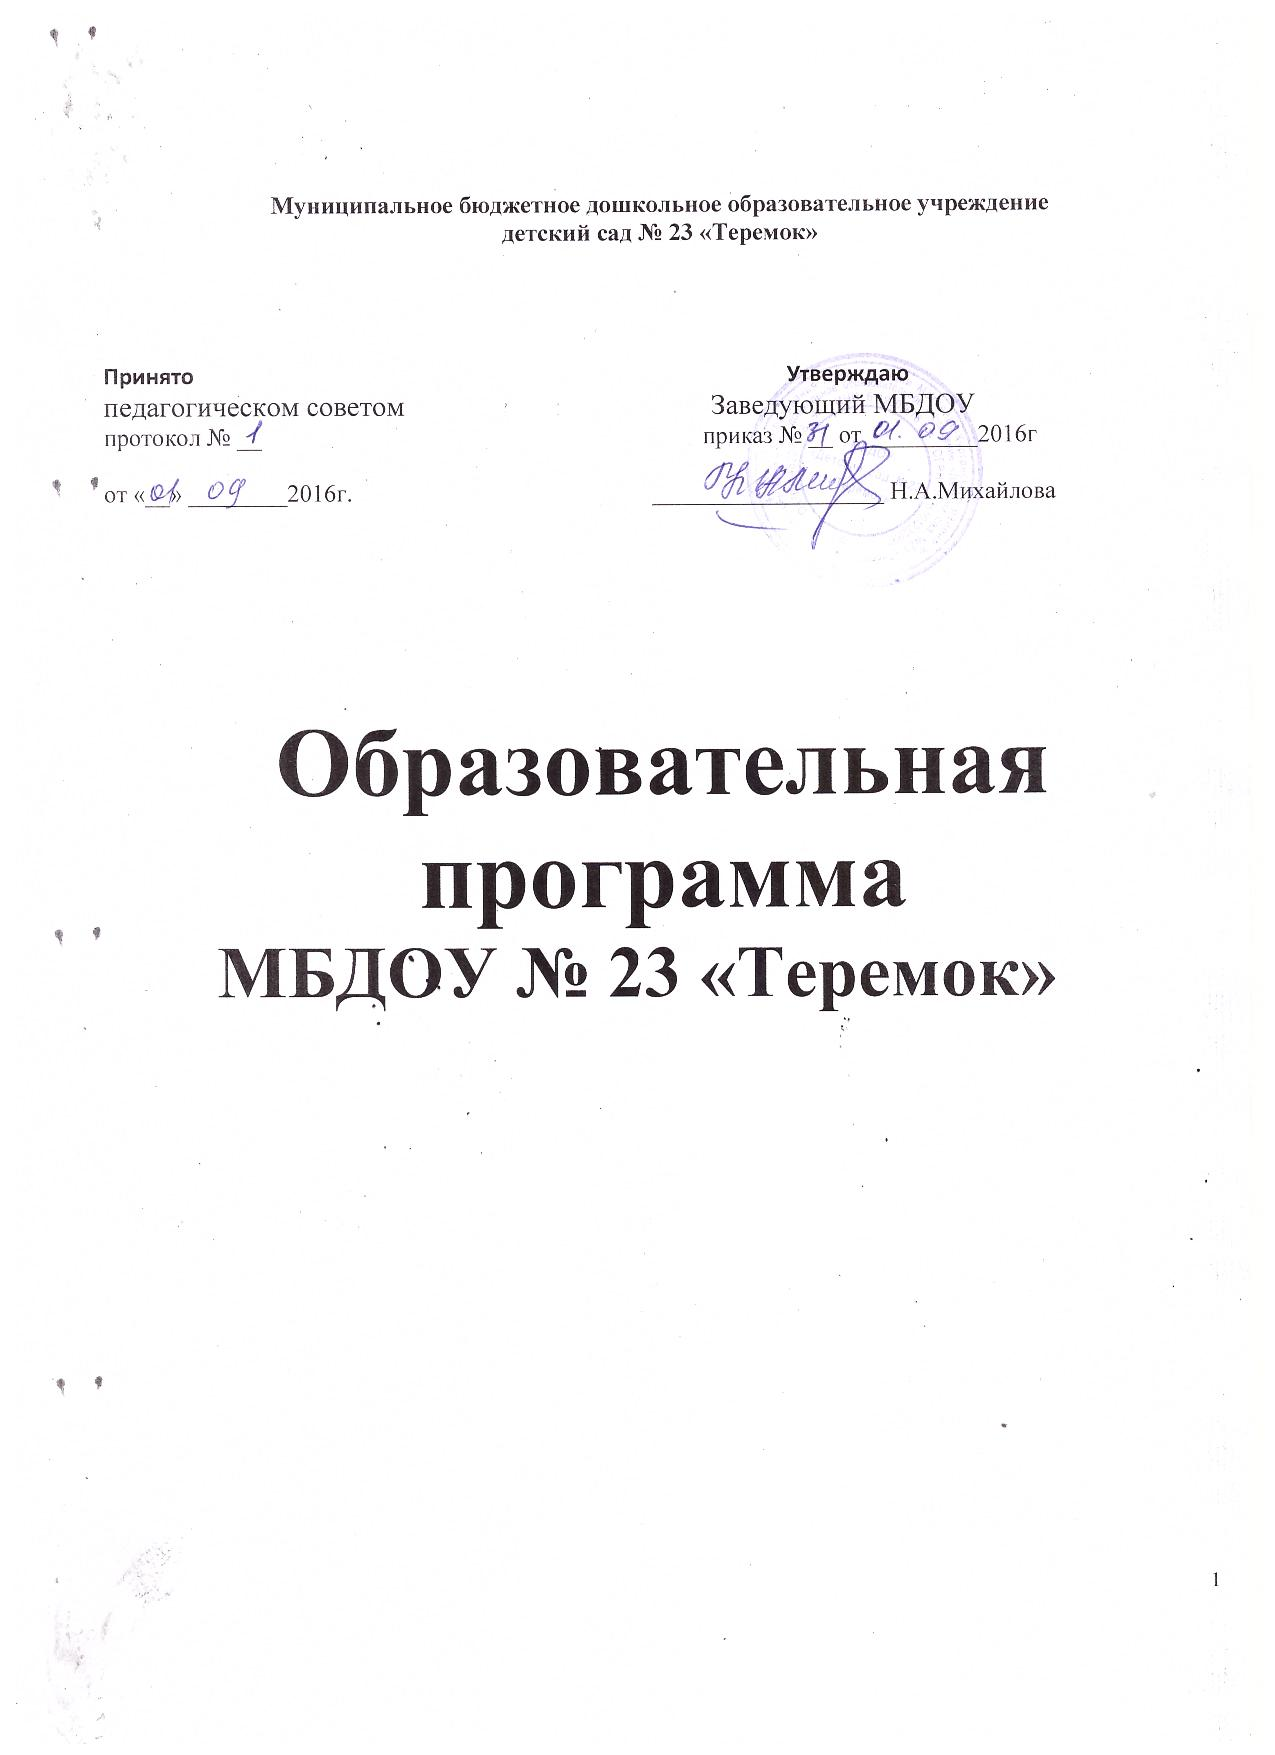 Муниципальное бюджетное дошкольное образовательное учреждение
детский сад № 23 «Теремок»
Принято
педагогическом советом
протокол № 1
от «01» 09 2016г.
Утверждаю
Заведующий МБДОУ
приказ № 31 от 01. 09 2016г
Н.А.Михайлова
Образовательная
программа
МБДОУ № 23 «Теремок»
1